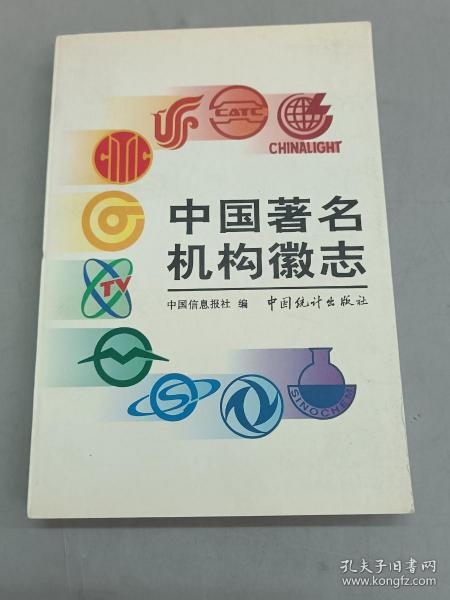 CATC
CHINALIGHT
CITIC
中国著名
机构徽志
TV
中国信息报社 编 中国统计出版社
S
SINOCHEM
孔夫子旧书网
www.kongfz.com